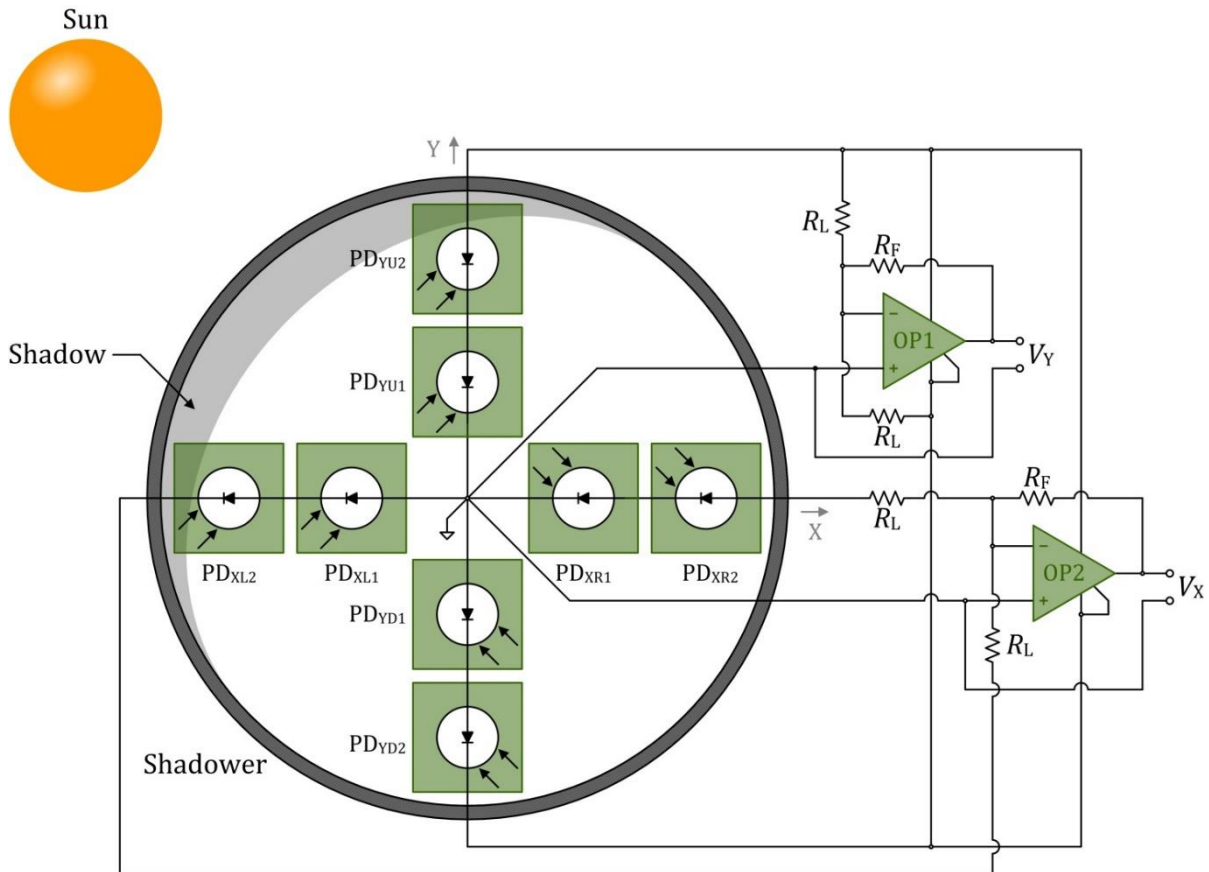 Sun
Y
R_L
R_F
PD_YU2
OP1
−
+
V_Y
Shadow
PD_YU1
R_L
R_F
R_L
X
PD_XL2
PD_XL1
PD_XR1
PD_XR2
OP2
−
+
V_X
PD_YD1
R_L
PD_YD2
Shadower